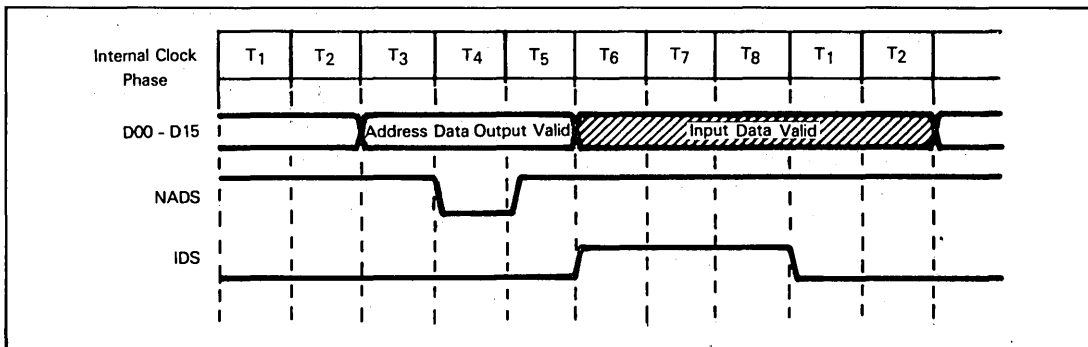 Internal Clock Phase T1 T2 T3 T4 T5 T6 T7 T8 T1 T2
D00 - D15 Address Data Output Valid Input Data Valid
NADS
IDS